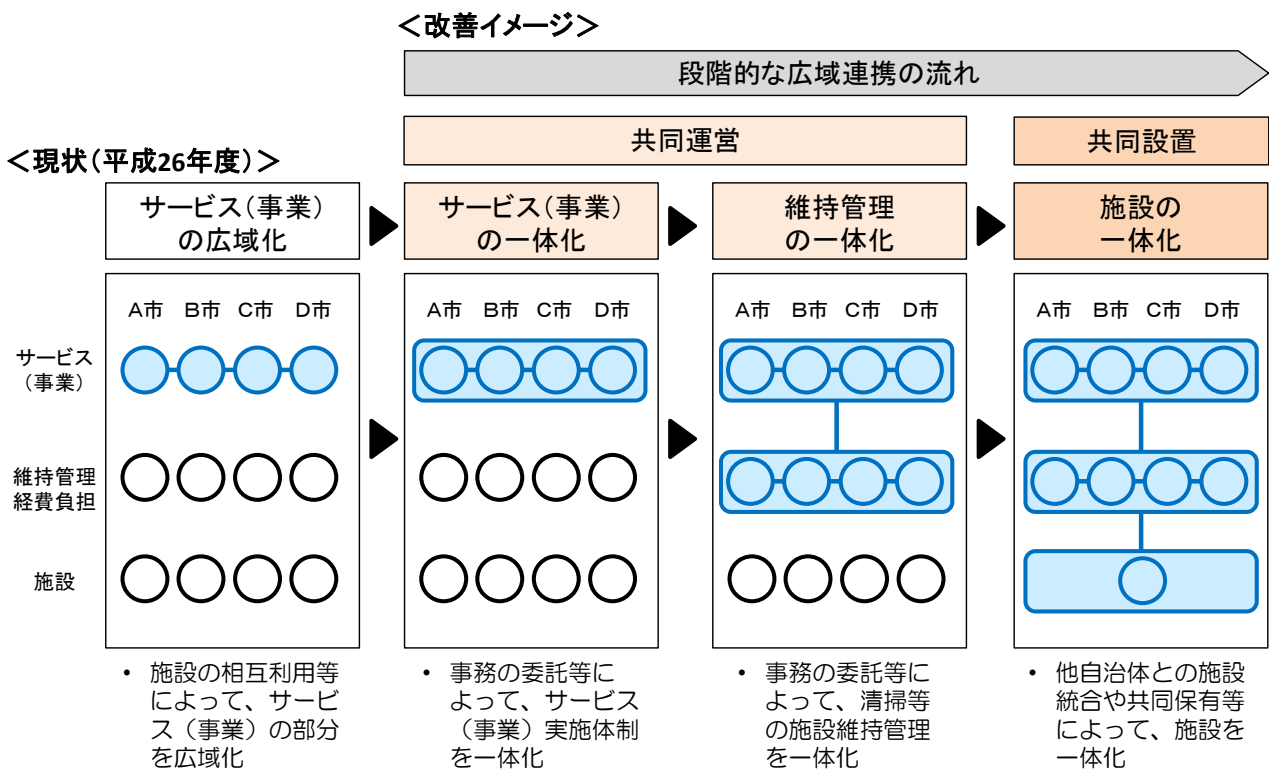 ＜改善イメージ＞
段階的な広域連携の流れ
共同運営
共同設置
＜現状（平成26年度）＞
サービス（事業）
の広域化
サービス（事業）
の一体化
維持管理
の一体化
施設の
一体化
A市 B市 C市 D市
A市 B市 C市 D市
A市 B市 C市 D市
A市 B市 C市 D市
サービス
（事業）
維持管理
経費負担
施設
• 施設の相互利用等
によって、サービ
ス（事業）の部分
を広域化
• 事務の委託等に
よって、サービス
（事業）実施体制
を一体化
• 事務の委託等に
よって、清掃等
の施設維持管理
を一体化
• 他自治体との施設
統合や共同保有等
によって、施設を
一体化